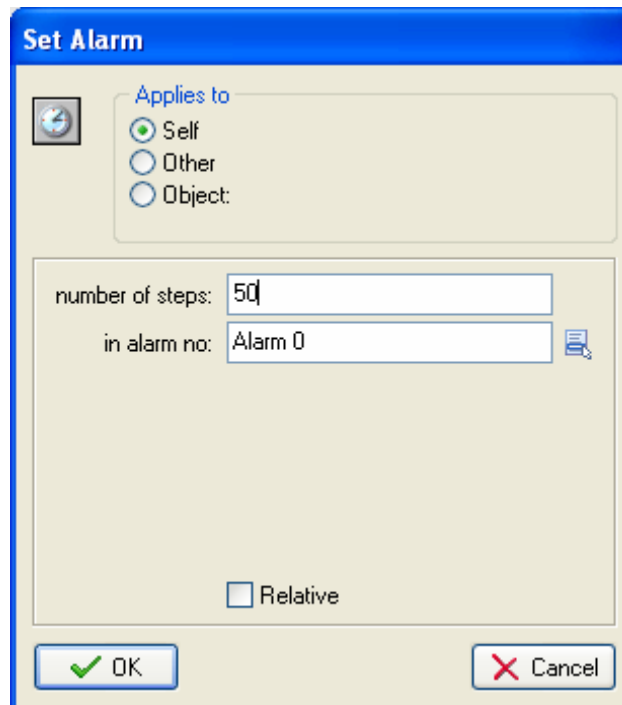 Set Alarm
Applies to
Self
Other
Object:
number of steps: 50
in alarm no: Alarm 0
Relative
OK Cancel